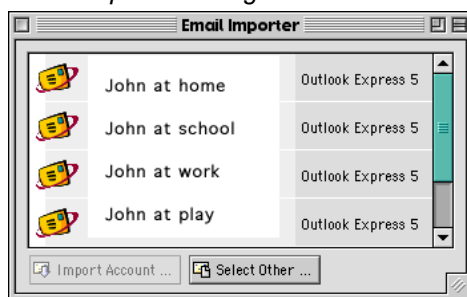 Email Importer
John at home Outlook Express 5
John at school Outlook Express 5
John at work Outlook Express 5
John at play Outlook Express 5
Import Account ... Select Other ...